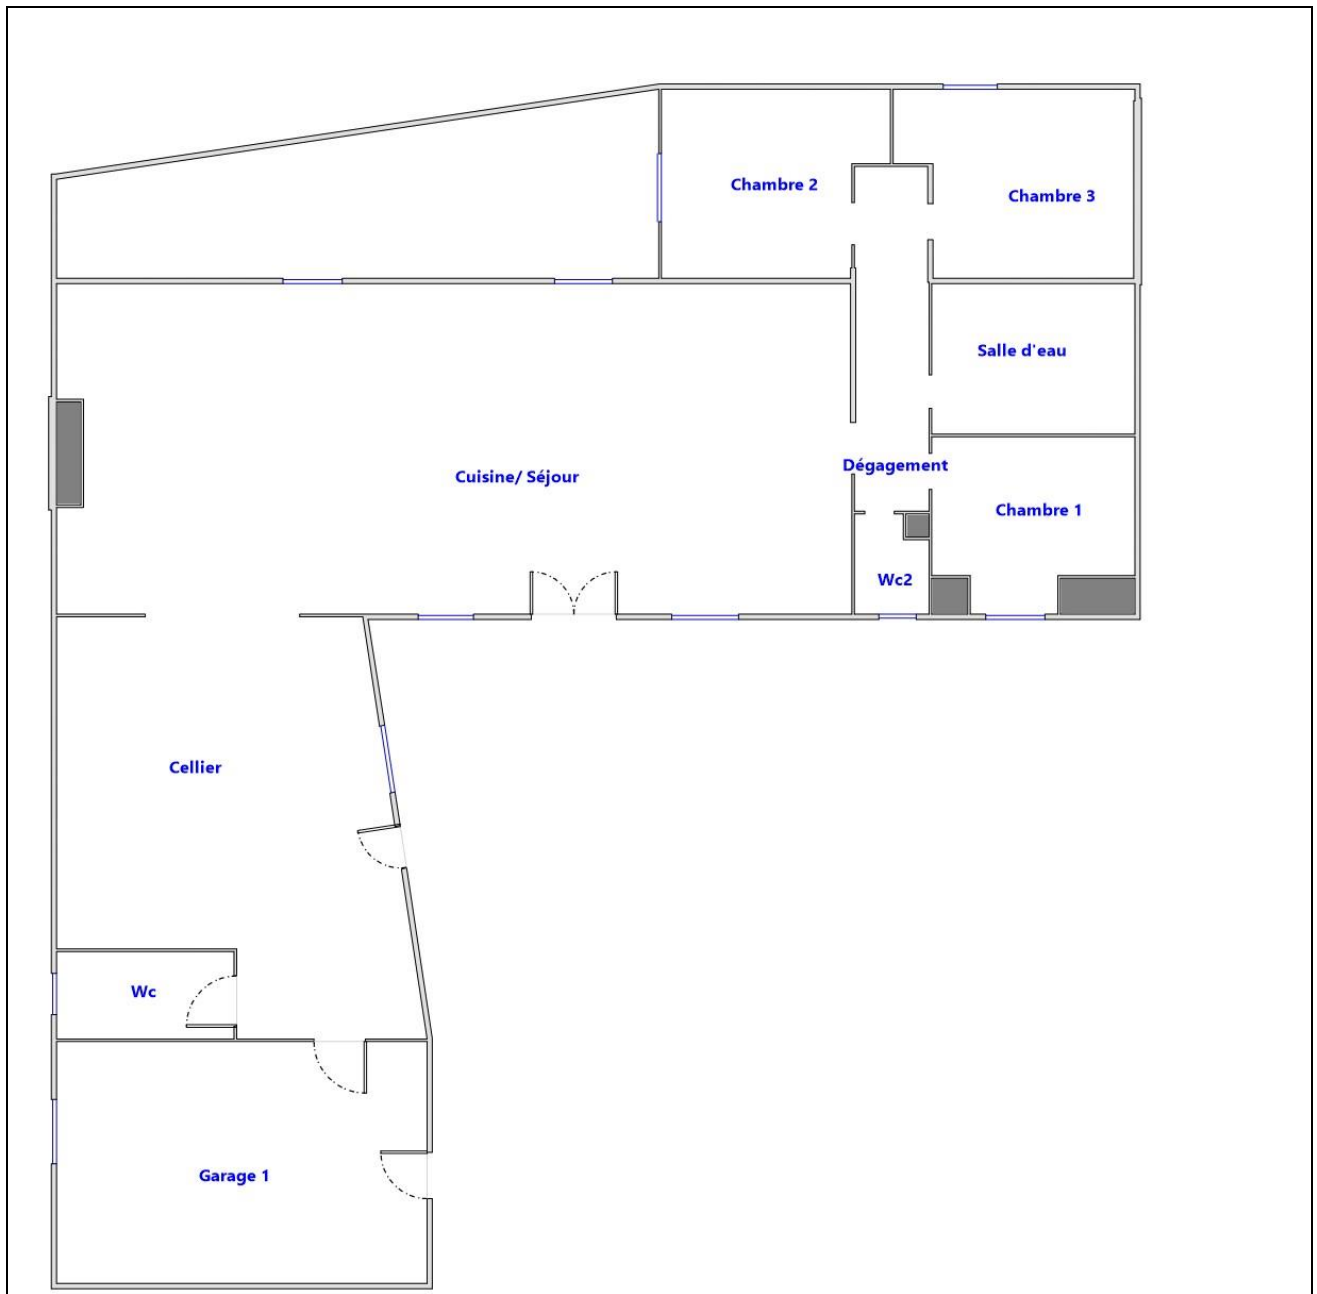 Chambre 2
Chambre 3
Salle d'eau
Dégagement
Cuisine/ Séjour
Chambre 1
Wc2
Cellier
Wc
Garage 1